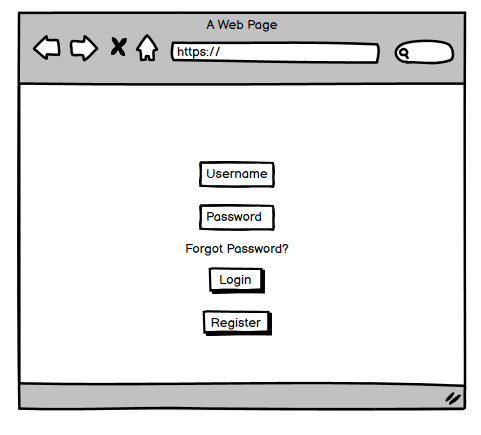 A Web Page
https://
Username
Password
Forgot Password?
Login
Register